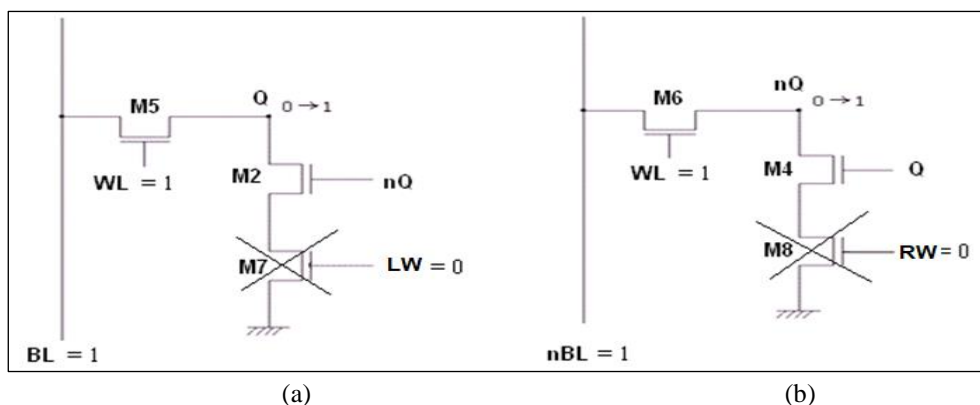 M5
Q 0 → 1
WL = 1
M2
nQ
M7
LW = 0
BL = 1
(a)
M6
nQ
0 → 1
WL = 1
M4
Q
M8
RW = 0
nBL = 1
(b)